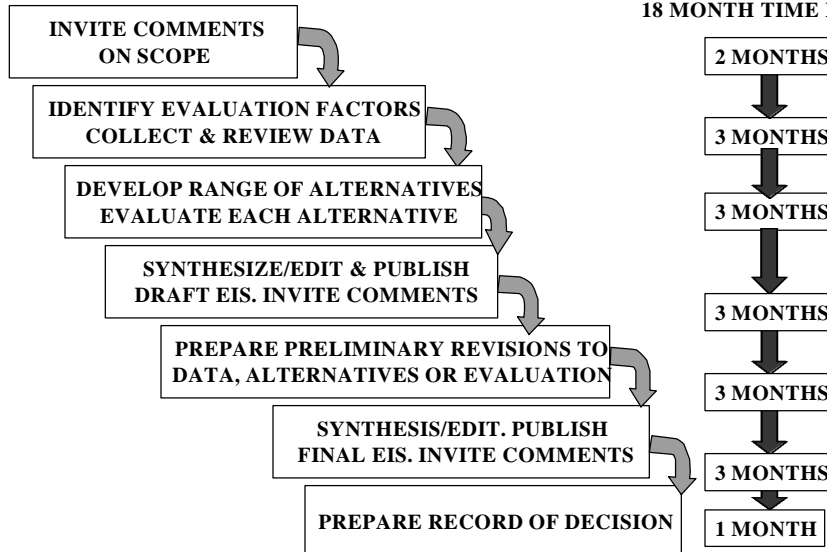 18 MONTH TIME
INVITE COMMENTS
ON SCOPE
2 MONTHS
IDENTIFY EVALUATION FACTORS
COLLECT & REVIEW DATA
3 MONTHS
DEVELOP RANGE OF ALTERNATIVES
EVALUATE EACH ALTERNATIVE
3 MONTHS
SYNTHESIZE/EDIT & PUBLISH
DRAFT EIS. INVITE COMMENTS
3 MONTHS
PREPARE PRELIMINARY REVISIONS TO
DATA, ALTERNATIVES OR EVALUATION
3 MONTHS
SYNTHESIS/EDIT. PUBLISH
FINAL EIS. INVITE COMMENTS
3 MONTHS
PREPARE RECORD OF DECISION
1 MONTH